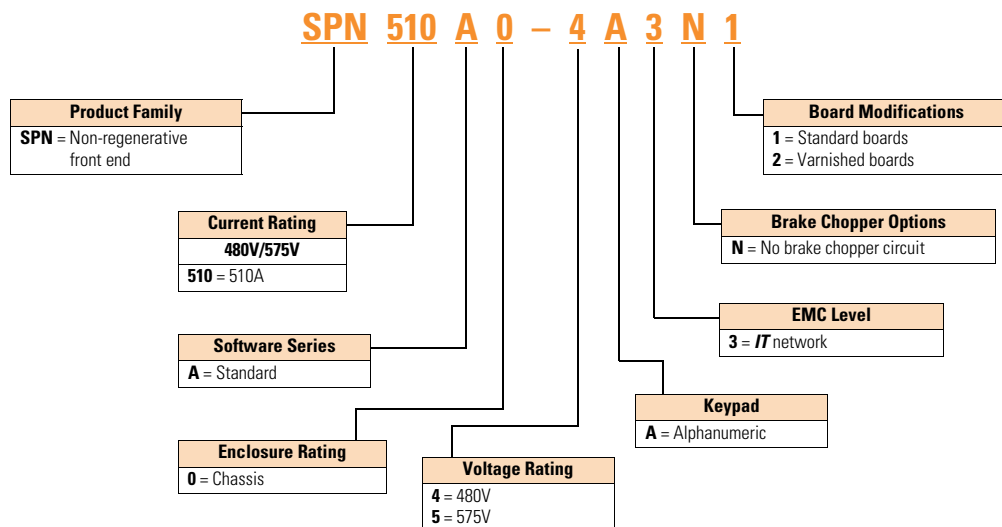 SPN 510 A 0 – 4 A 3 N 1
Product Family
SPN = Non-regenerative
front end
Board Modifications
1 = Standard boards
2 = Varnished boards
Current Rating
480V/575V
510 = 510A
Brake Chopper Options
N = No brake chopper circuit
EMC Level
3 = IT network
Software Series
A = Standard
Keypad
A = Alphanumeric
Enclosure Rating
0 = Chassis
Voltage Rating
4 = 480V
5 = 575V